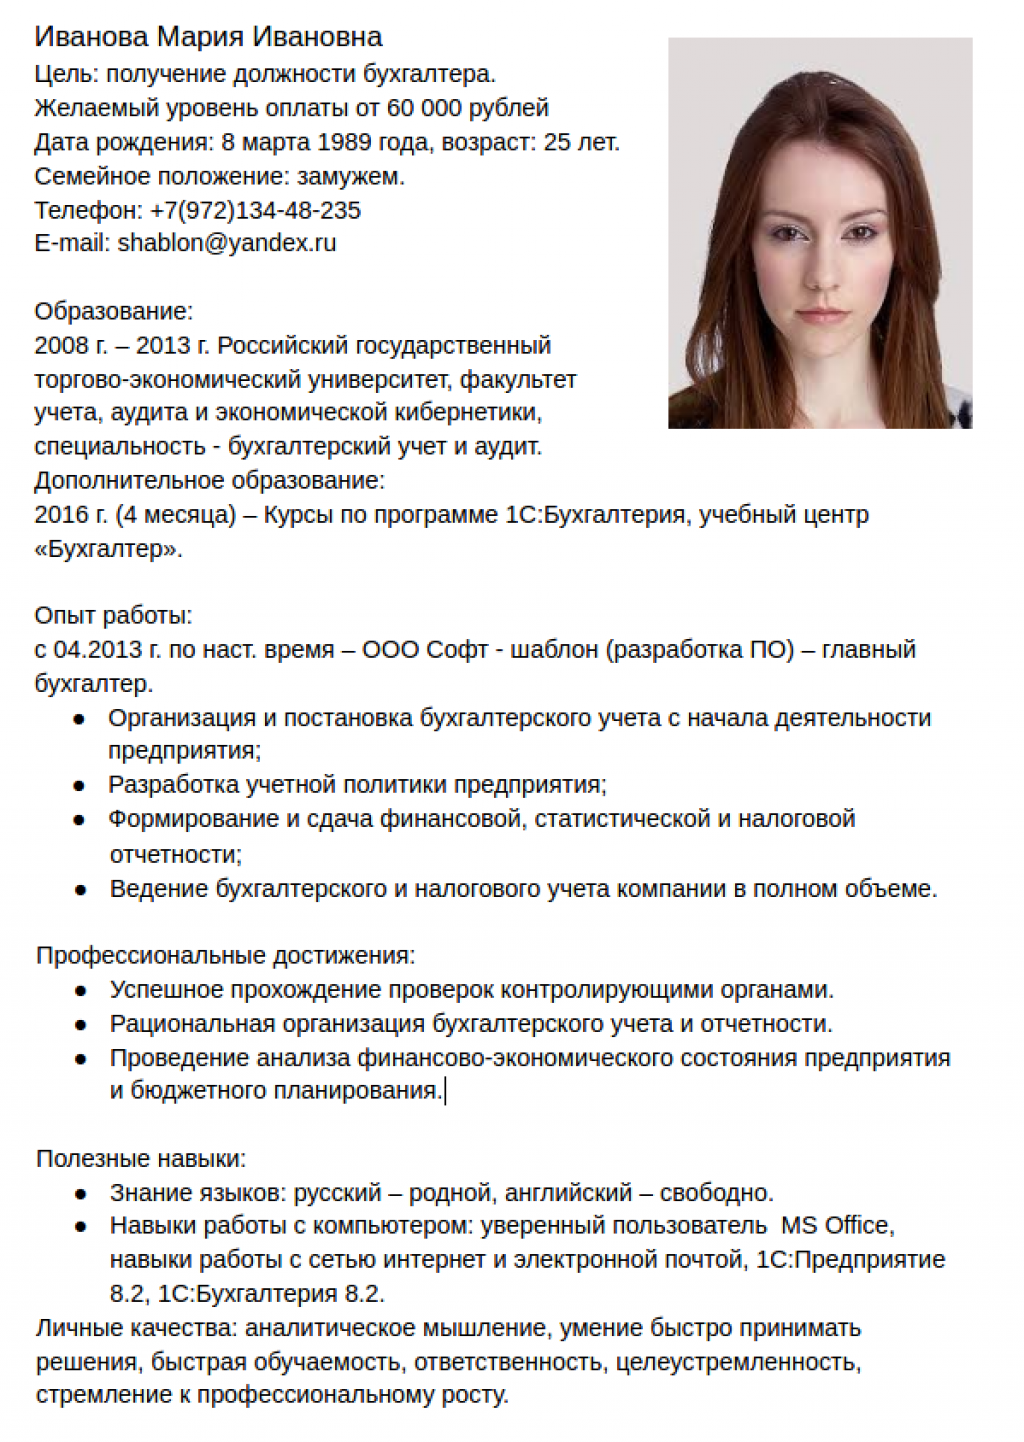 Иванова Мария Ивановна
Цель: получение должности бухгалтера.
Желаемый уровень оплаты от 60 000 рублей
Дата рождения: 8 марта 1989 года, возраст: 25 лет.
Семейное положение: замужем.
Телефон: +7(972)134-48-235
E-mail: shablon@yandex.ru
Образование:
2008 г. – 2013 г. Российский государственный
торгово-экономический университет, факультет
учета, аудита и экономической кибернетики,
специальность - бухгалтерский учет и аудит.
Дополнительное образование:
2016 г. (4 месяца) – Курсы по программе 1С:Бухгалтерия, учебный центр
«Бухгалтер».
Опыт работы:
с 04.2013 г. по наст. время – ООО Софт - шаблон (разработка ПО) – главный
бухгалтер.
● Организация и постановка бухгалтерского учета с начала деятельности
предприятия;
● Разработка учетной политики предприятия;
● Формирование и сдача финансовой, статистической и налоговой
отчетности;
● Ведение бухгалтерского и налогового учета компании в полном объеме.
Профессиональные достижения:
● Успешное прохождение проверок контролирующими органами.
● Рациональная организация бухгалтерского учета и отчетности.
● Проведение анализа финансово-экономического состояния предприятия
и бюджетного планирования.
Полезные навыки:
● Знание языков: русский – родной, английский – свободно.
● Навыки работы с компьютером: уверенный пользователь  MS Office,
навыки работы с сетью интернет и электронной почтой, 1С:Предприятие
8.2, 1С:Бухгалтерия 8.2.
Личные качества: аналитическое мышление, умение быстро принимать
решения, быстрая обучаемость, ответственность, целеустремленность,
стремление к профессиональному росту.